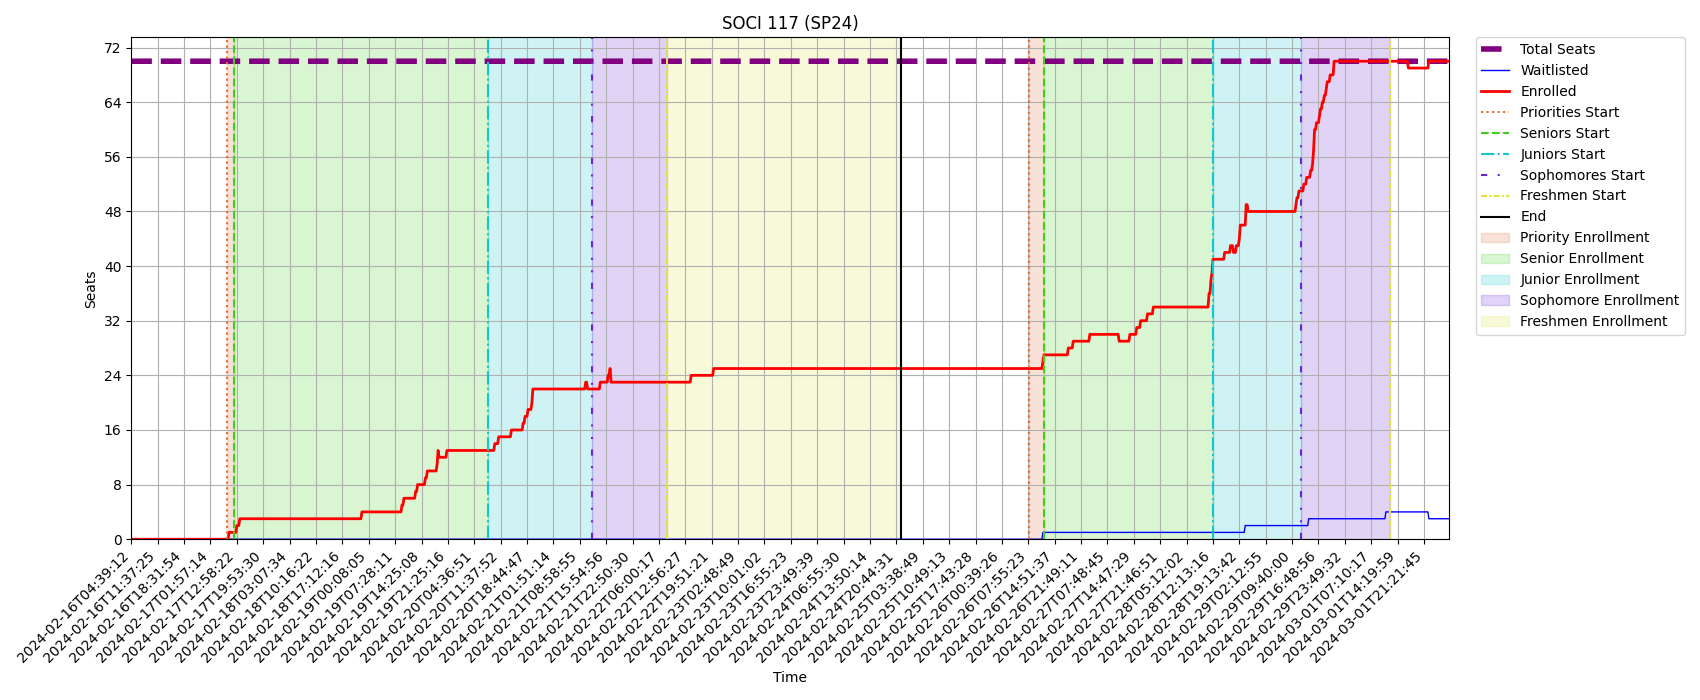 SOCI 117 (SP24)
Seats
72
64
56
48
40
32
24
16
8
0
2024-02-16T04:39:12
2024-02-16T11:37:25
2024-02-16T18:31:54
2024-02-17T01:57:14
2024-02-17T12:58:22
2024-02-17T19:53:30
2024-02-18T03:07:34
2024-02-18T10:16:22
2024-02-18T17:12:16
2024-02-19T00:08:05
2024-02-19T07:28:11
2024-02-19T14:25:08
2024-02-19T21:25:16
2024-02-20T04:36:51
2024-02-20T11:37:52
2024-02-20T18:44:47
2024-02-21T01:51:14
2024-02-21T08:58:55
2024-02-21T15:54:56
2024-02-21T22:50:30
2024-02-22T06:00:17
2024-02-22T12:56:27
2024-02-22T19:51:21
2024-02-23T02:48:49
2024-02-23T10:01:02
2024-02-23T16:55:23
2024-02-23T23:49:39
2024-02-24T06:55:30
2024-02-24T13:50:14
2024-02-24T20:44:31
2024-02-25T03:38:49
2024-02-25T10:49:13
2024-02-25T17:43:28
2024-02-26T00:39:26
2024-02-26T07:55:23
2024-02-26T14:51:37
2024-02-26T21:49:11
2024-02-27T07:48:45
2024-02-27T14:47:29
2024-02-27T21:46:51
2024-02-28T05:12:02
2024-02-28T12:13:16
2024-02-28T19:13:42
2024-02-29T02:12:55
2024-02-29T09:40:00
2024-02-29T16:48:56
2024-02-29T23:49:32
2024-03-01T07:10:17
2024-03-01T14:19:59
2024-03-01T21:21:45
Time
Total Seats
Waitlisted
Enrolled
Priorities Start
Seniors Start
Juniors Start
Sophomores Start
Freshmen Start
End
Priority Enrollment
Senior Enrollment
Junior Enrollment
Sophomore Enrollment
Freshmen Enrollment